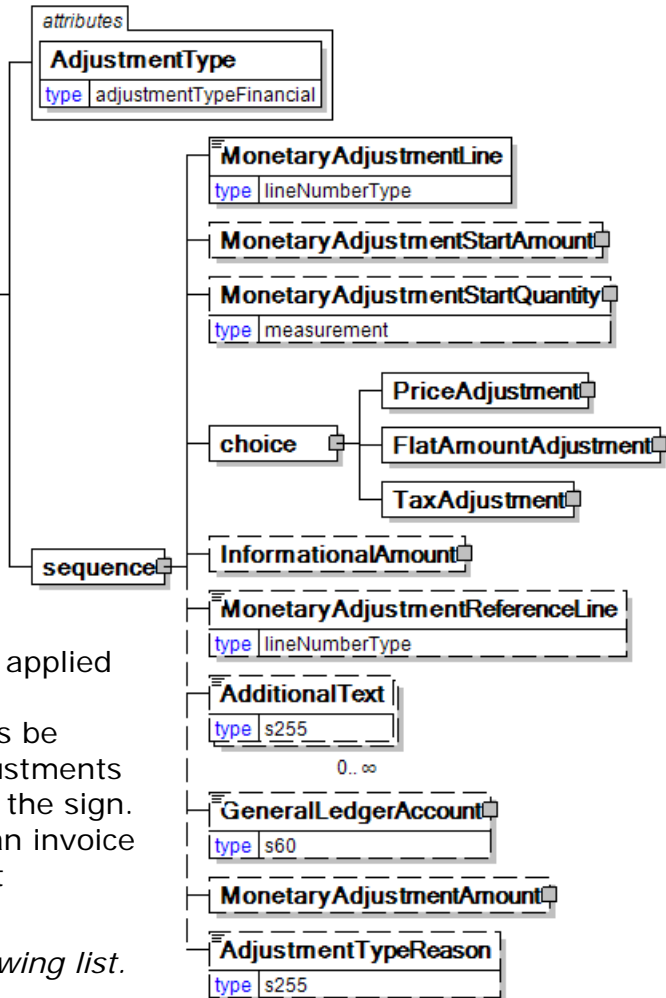 attributes
AdjustmentType
type adjustmentTypeFinancial
MonetaryAdjustmentLine
type lineNumberType
MonetaryAdjustmentStartAmount
MonetaryAdjustmentStartQuantity
type measurement
choice
PriceAdjustment
FlatAmountAdjustment
TaxAdjustment
sequence
InformationalAmount
MonetaryAdjustmentReferenceLine
type lineNumberType
AdditionalText
type s255
0.. ∞
GeneralLedgerAccount
type s60
MonetaryAdjustmentAmount
AdjustmentTypeReason
type s255
applied
s be
ustments
the sign.
an invoice
t
wing list.